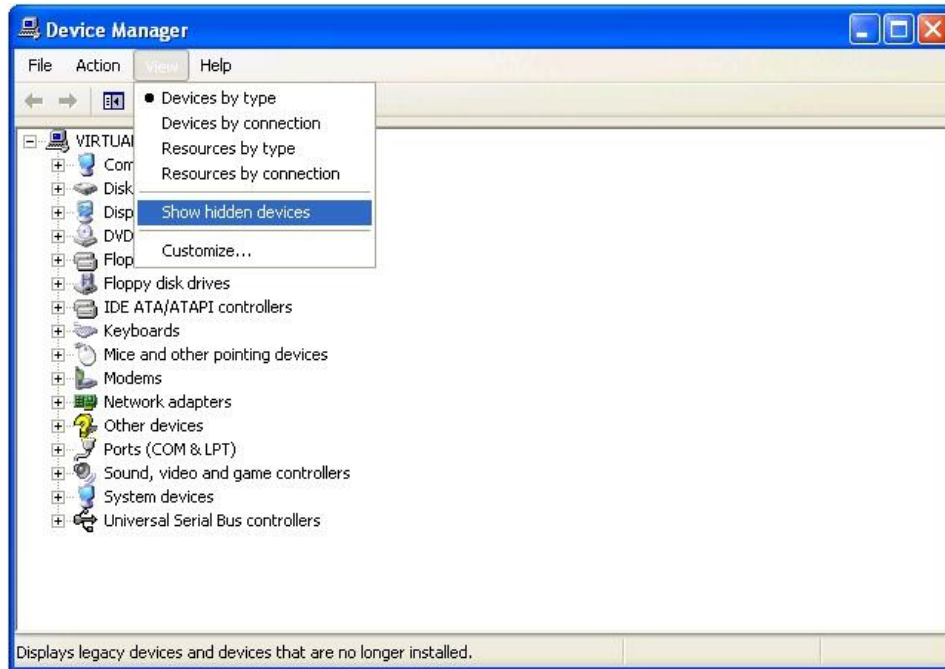 Device Manager
File Action View Help
Devices by type
Devices by connection
Resources by type
Resources by connection
Show hidden devices
Customize...
VIRTUAL
Com
Disk
Disp
DVD
Flop
Floppy disk drives
IDE ATA/ATAPI controllers
Keyboards
Mice and other pointing devices
Modems
Network adapters
Other devices
Ports (COM & LPT)
Sound, video and game controllers
System devices
Universal Serial Bus controllers
Displays legacy devices and devices that are no longer installed.